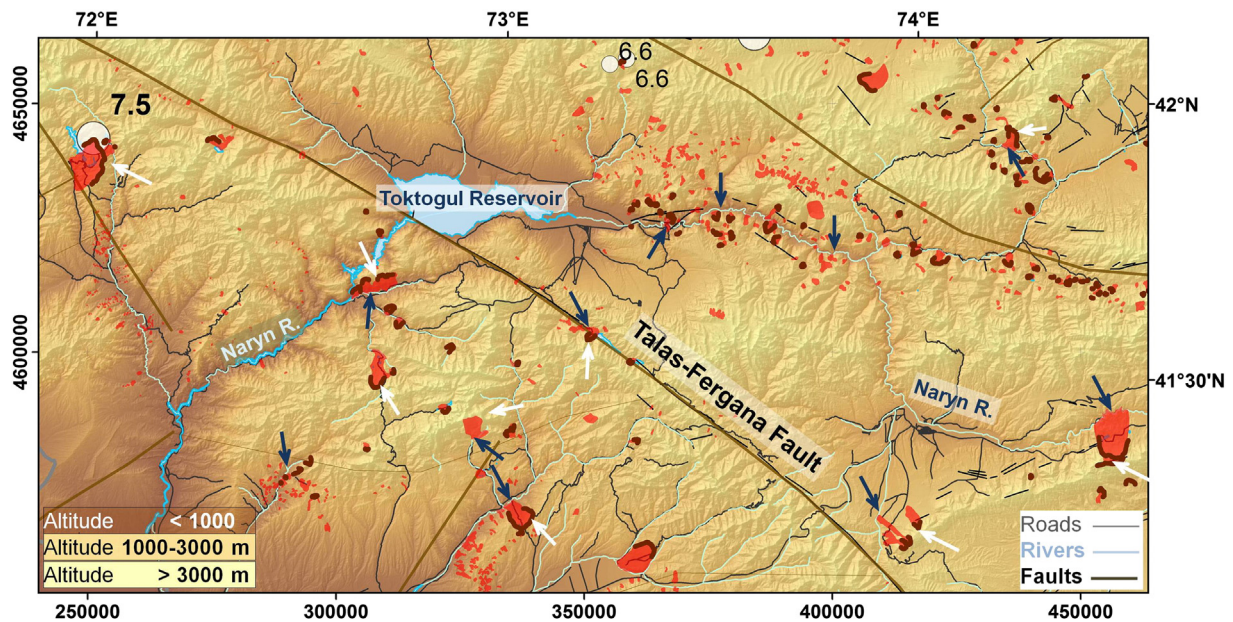 72°E
73°E
74°E
4650000
4600000
42°N
41°30'N
7.5
6.6
6.6
Toktogul Reservoir
Naryn R.
Talas-Fergana Fault
Naryn R.
Altitude < 1000
Altitude 1000-3000 m
Altitude > 3000 m
Roads
Rivers
Faults
250000
300000
350000
400000
450000